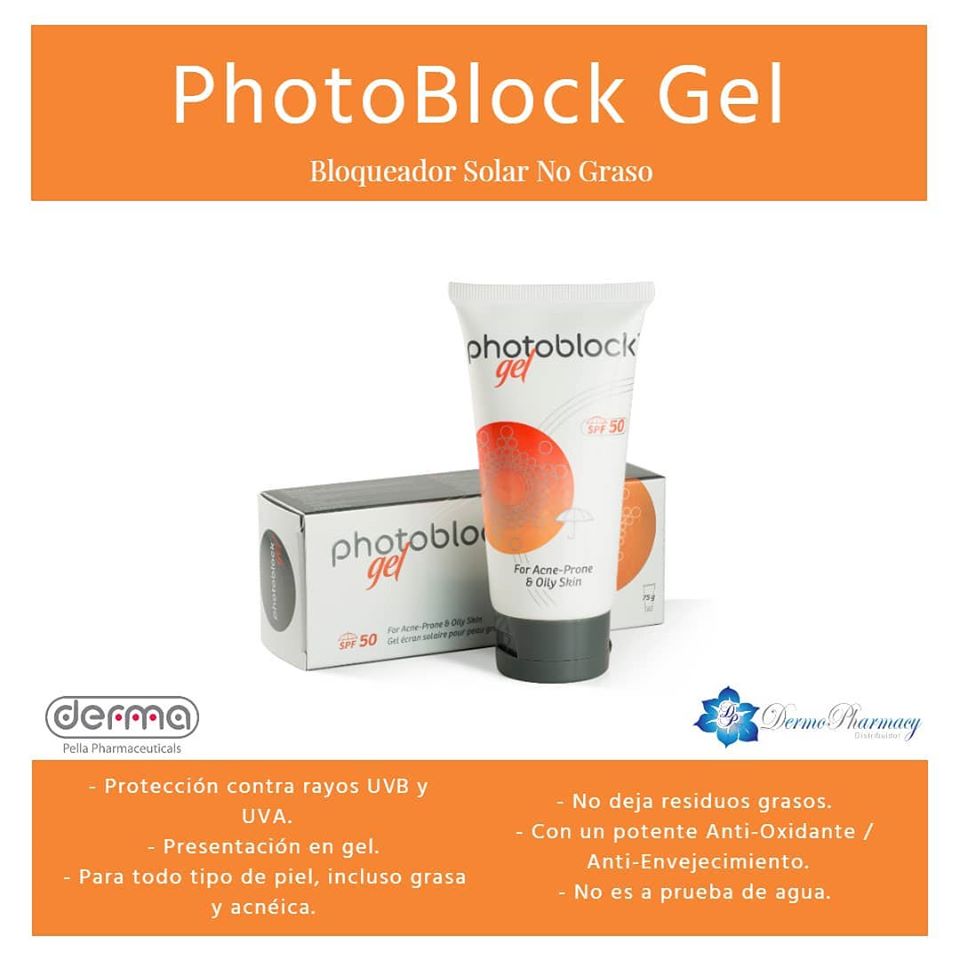 PhotoBlock Gel
Bloqueador Solar No Graso
photoblock
gel
SPF 50
For Acne-Prone
& Oily Skin
photoblock
gel
photobloc
gel
SPF 50
For Acne-Prone & Oily Skin
Gel écran solaire pour peau
75 g
derma
Pella Pharmaceuticals
DP
DermoPharmacy
Distribuidor
- Protección contra rayos UVB y
UVA.
- Presentación en gel.
- Para todo tipo de piel, incluso grasa
y acnéica.
- No deja residuos grasos.
- Con un potente Anti-Oxidante /
Anti-Envejecimiento.
- No es a prueba de agua.